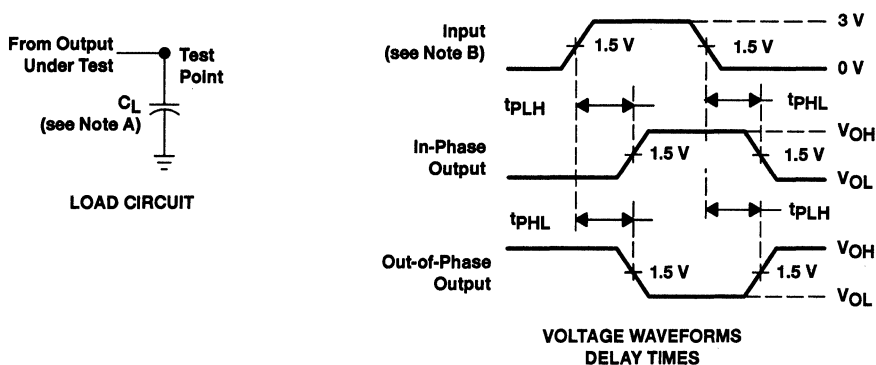 From Output
Under Test
Test
Point
CL
(see Note A)
LOAD CIRCUIT
Input
(see Note B)
1.5 V
1.5 V
3 V
0 V
tPLH
tPHL
In-Phase
Output
1.5 V
1.5 V
VOH
VOL
tPHL
tPLH
Out-of-Phase
Output
1.5 V
1.5 V
VOH
VOL
VOLTAGE WAVEFORMS
DELAY TIMES